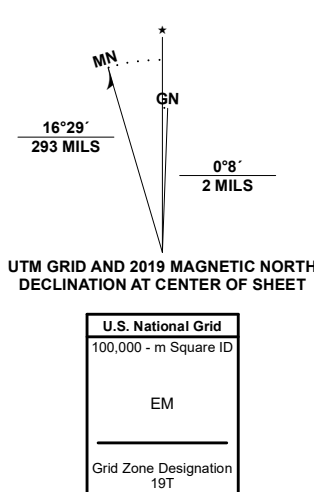 ★
MN
GN
16°29´
293 MILS
0°8´
2 MILS
UTM GRID AND 2019 MAGNETIC NORTH
DECLINATION AT CENTER OF SHEET
U.S. National Grid
100,000 - m Square ID
EM
Grid Zone Designation
19T